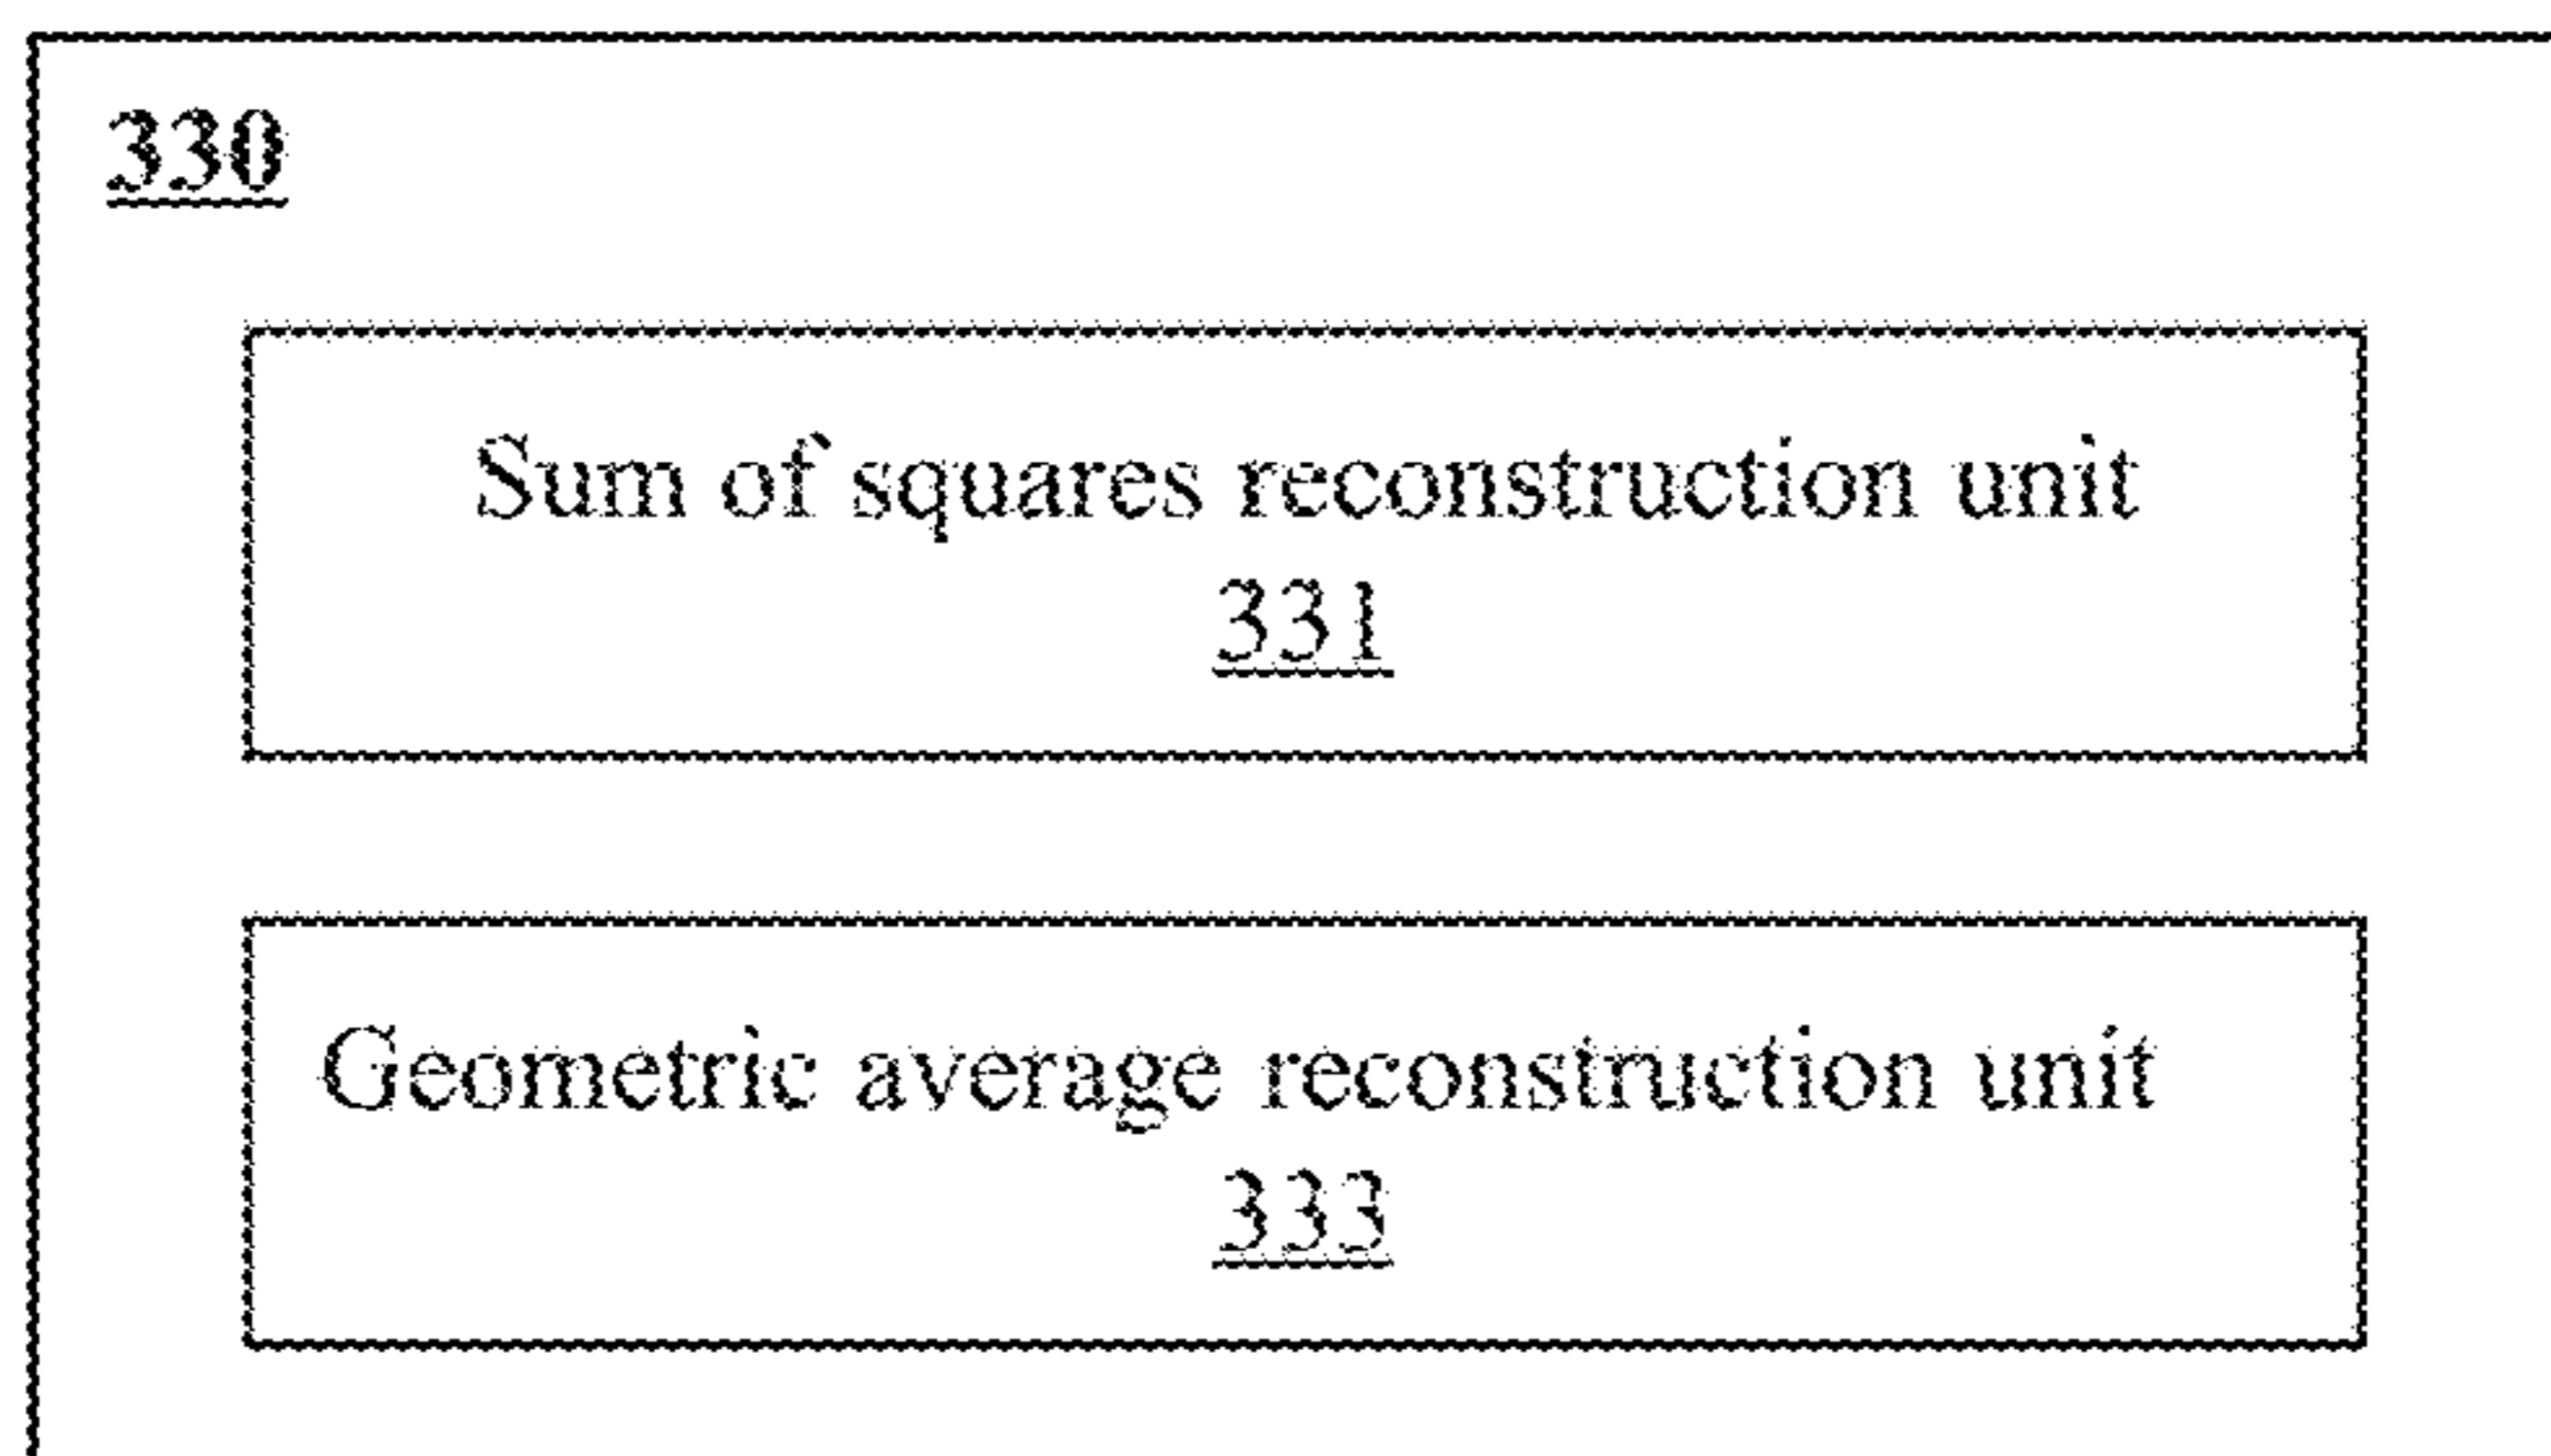 330
Sum of squares reconstruction unit
331
Geometric average reconstruction unit
333